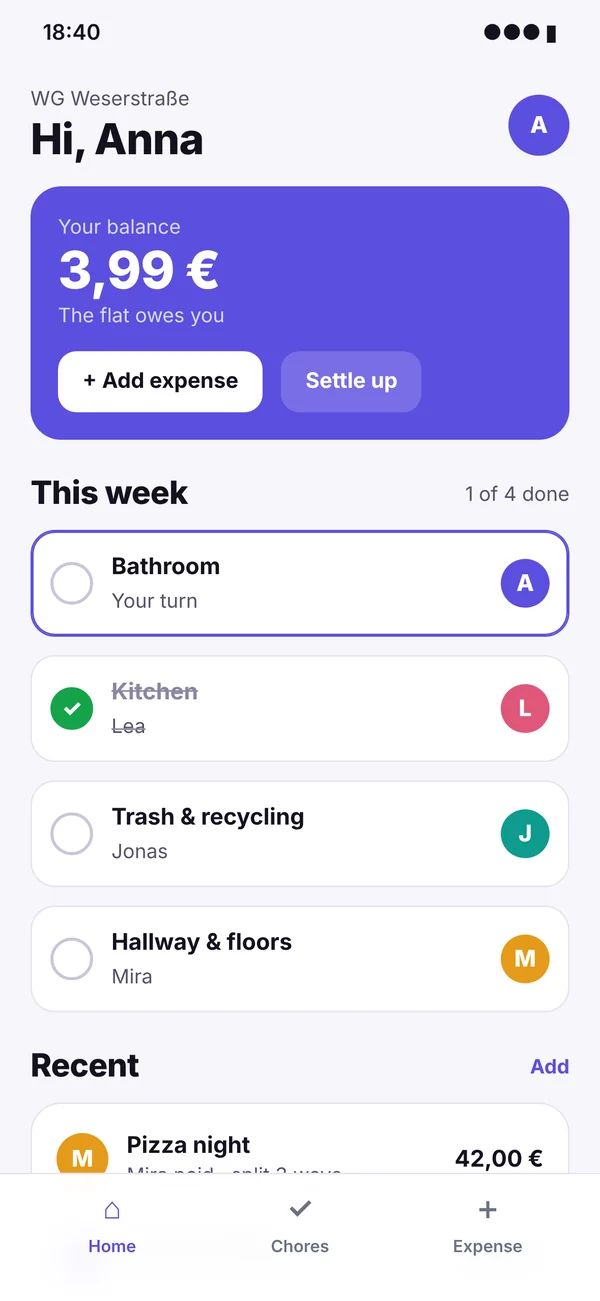 18:40
WG Weserstraße
Hi, Anna
A
Your balance
3,99 €
The flat owes you
+ Add expense
Settle up
This week
1 of 4 done
Bathroom
Your turn
A
Kitchen
Lea
L
Trash & recycling
Jonas
J
Hallway & floors
Mira
M
Recent
Add
M
Pizza night
42,00 €
Home
Chores
Expense